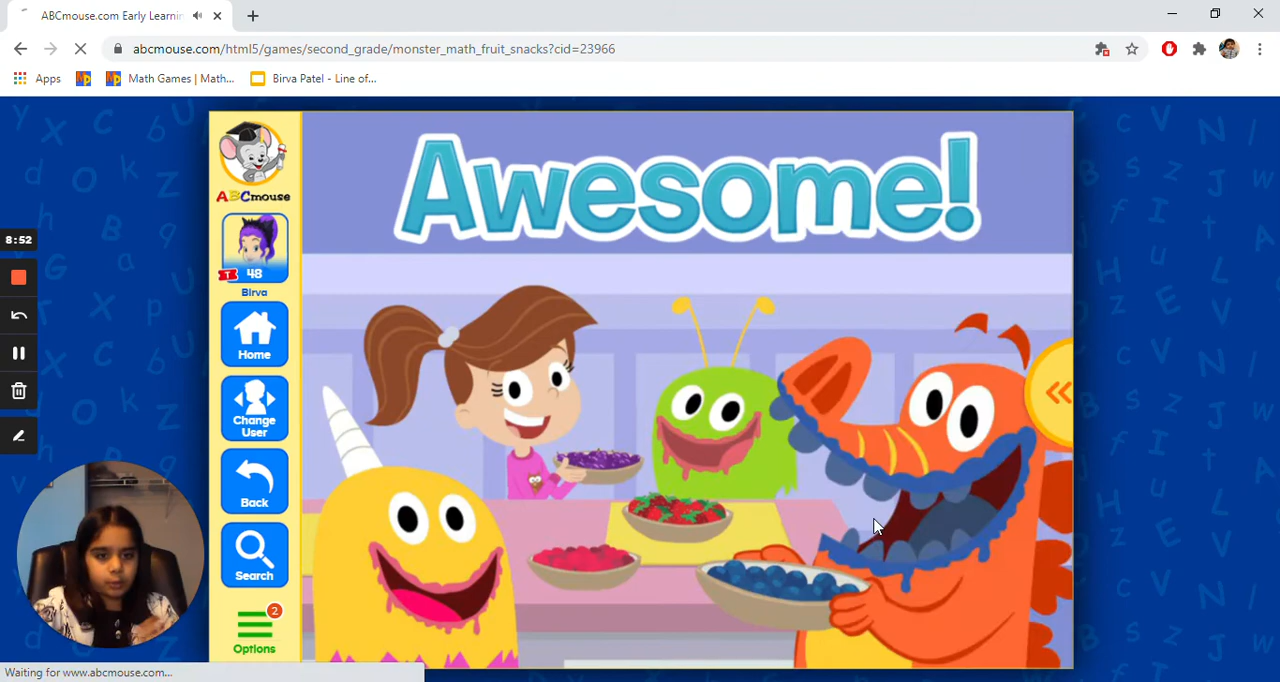 ABCmouse.com Early Learnin
abcmouse.com/html5/games/second_grade/monster_math_fruit_snacks?cid=23966
Apps
Math Games | Math...
Birva Patel - Line of...
Awesome!
ABCmouse
T 48
Birva
Home
Change
User
Back
Search
2
Options
8:52
Waiting for www.abcmouse.com...